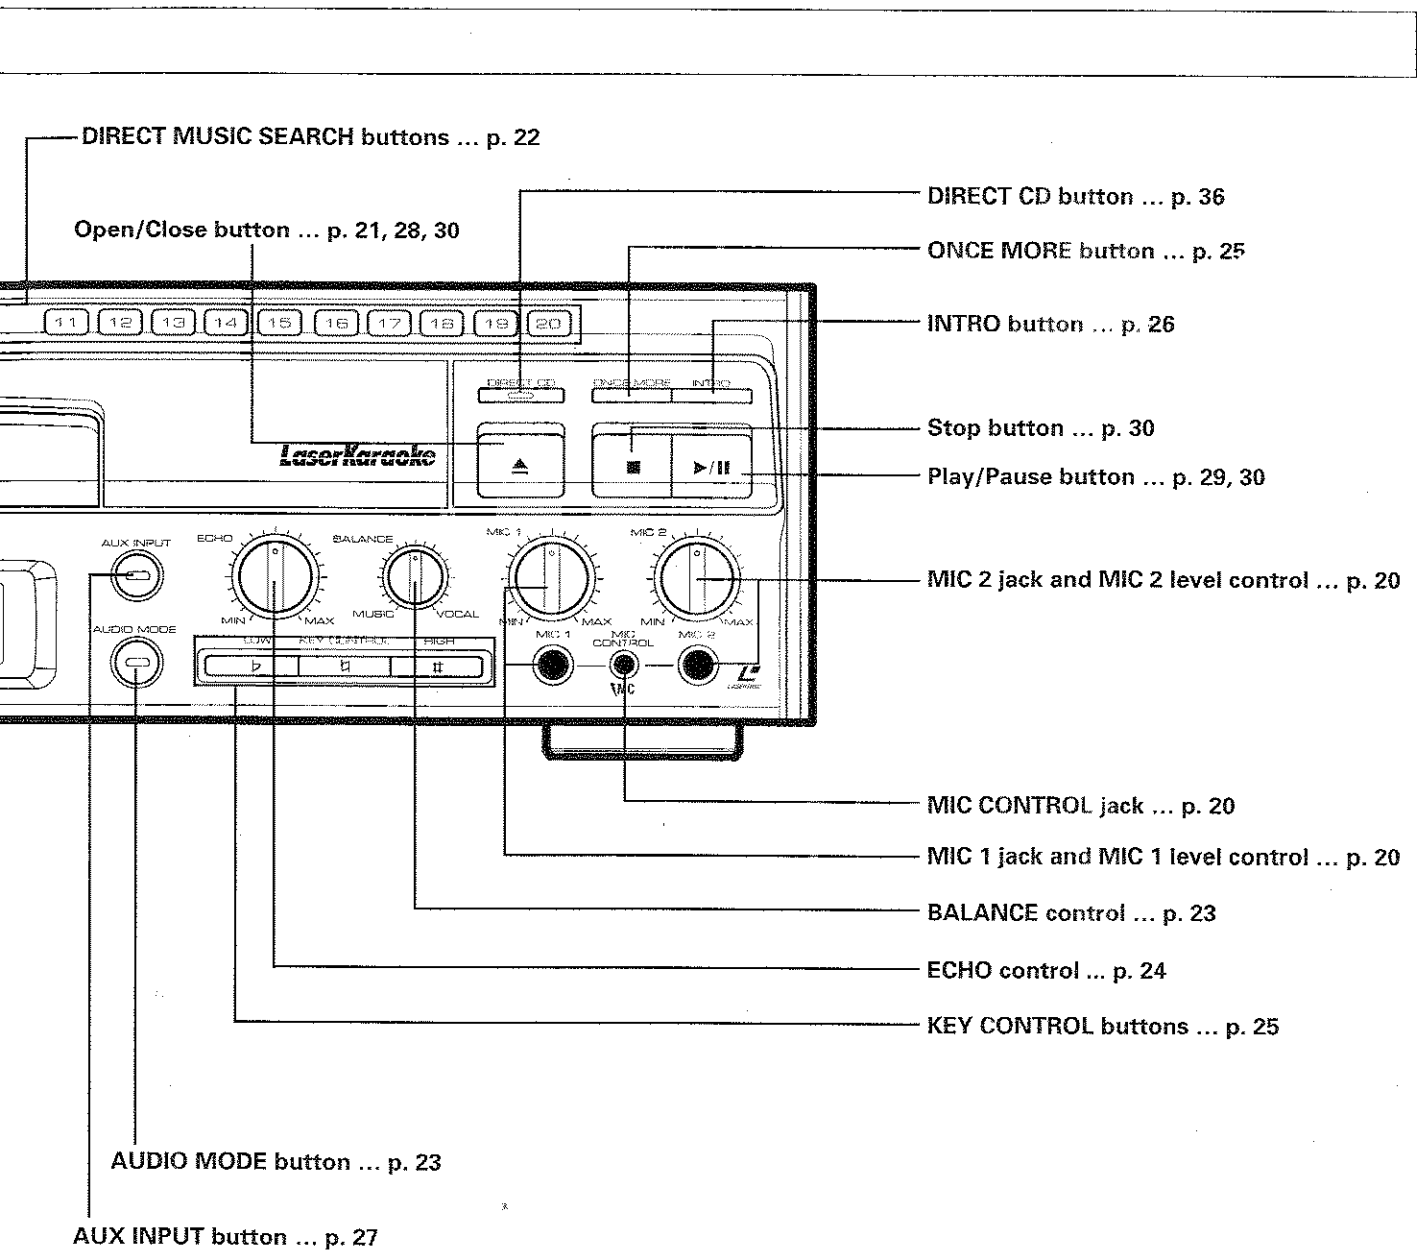 DIRECT MUSIC SEARCH buttons ... p. 22
DIRECT CD button ... p. 36
Open/Close button ... p. 21, 28, 30
ONCE MORE button ... p. 25
INTRO button ... p. 26
11 12 13 14 15 16 17 18 19 20
DIRECT CD ONCE MORE INTRO
Stop button ... p. 30
LaserKaraoke
Play/Pause button ... p. 29, 30
AUX INPUT ECHO BALANCE MIC 1 MIC 2
MIC 2 jack and MIC 2 level control ... p. 20
MIN MAX MUSIC VOCAL MIN MAX MIN MAX
AUDIO MODE LOW KEY CONTROL HIGH MIC 1 MIC CONTROL MIC 2
♭ ♮ #
MIC CONTROL jack ... p. 20
MIC 1 jack and MIC 1 level control ... p. 20
BALANCE control ... p. 23
ECHO control ... p. 24
KEY CONTROL buttons ... p. 25
AUDIO MODE button ... p. 23
AUX INPUT button ... p. 27